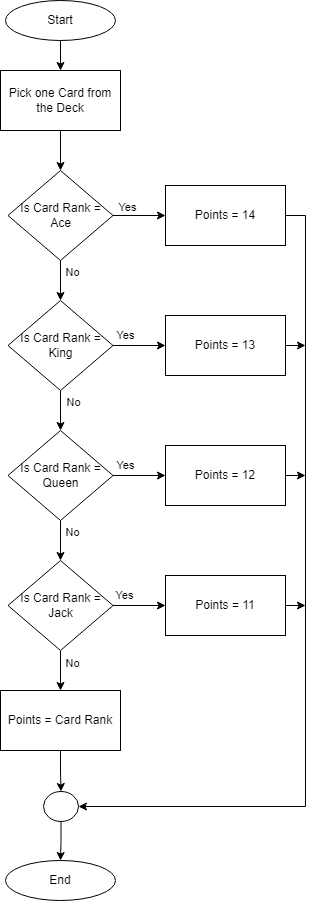 Start
Pick one Card from
the Deck
Is Card Rank =
Ace
Yes
Points = 14
No
Is Card Rank =
King
Yes
Points = 13
No
Is Card Rank =
Queen
Yes
Points = 12
No
Is Card Rank =
Jack
Yes
Points = 11
No
Points = Card Rank
End